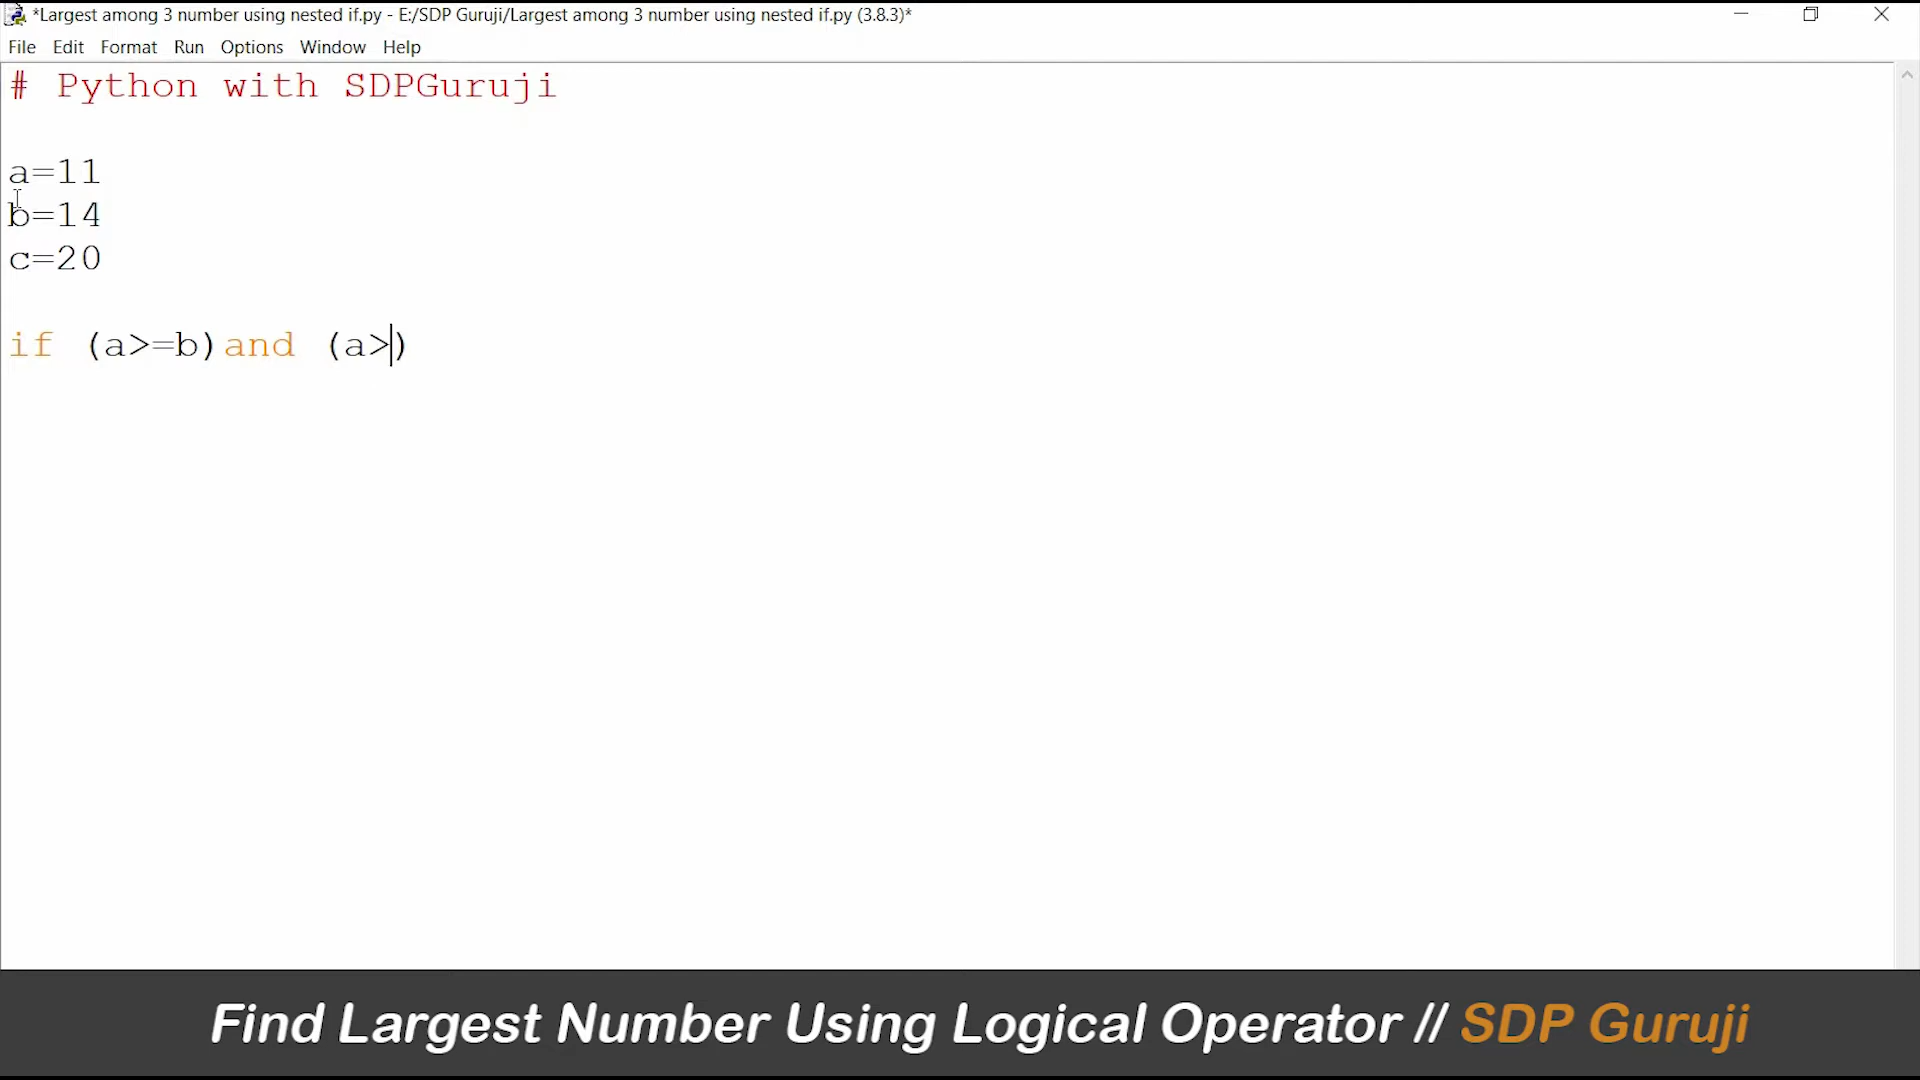 *Largest among 3 number using nested if.py - E:/SDP Guruji/Largest among 3 number using nested if.py (3.8.3)*
File Edit Format Run Options Window Help
# Python with SDPGuruji
a=11
b=14
c=20
if (a>=b)and (a>)
Find Largest Number Using Logical Operator // SDP Guruji